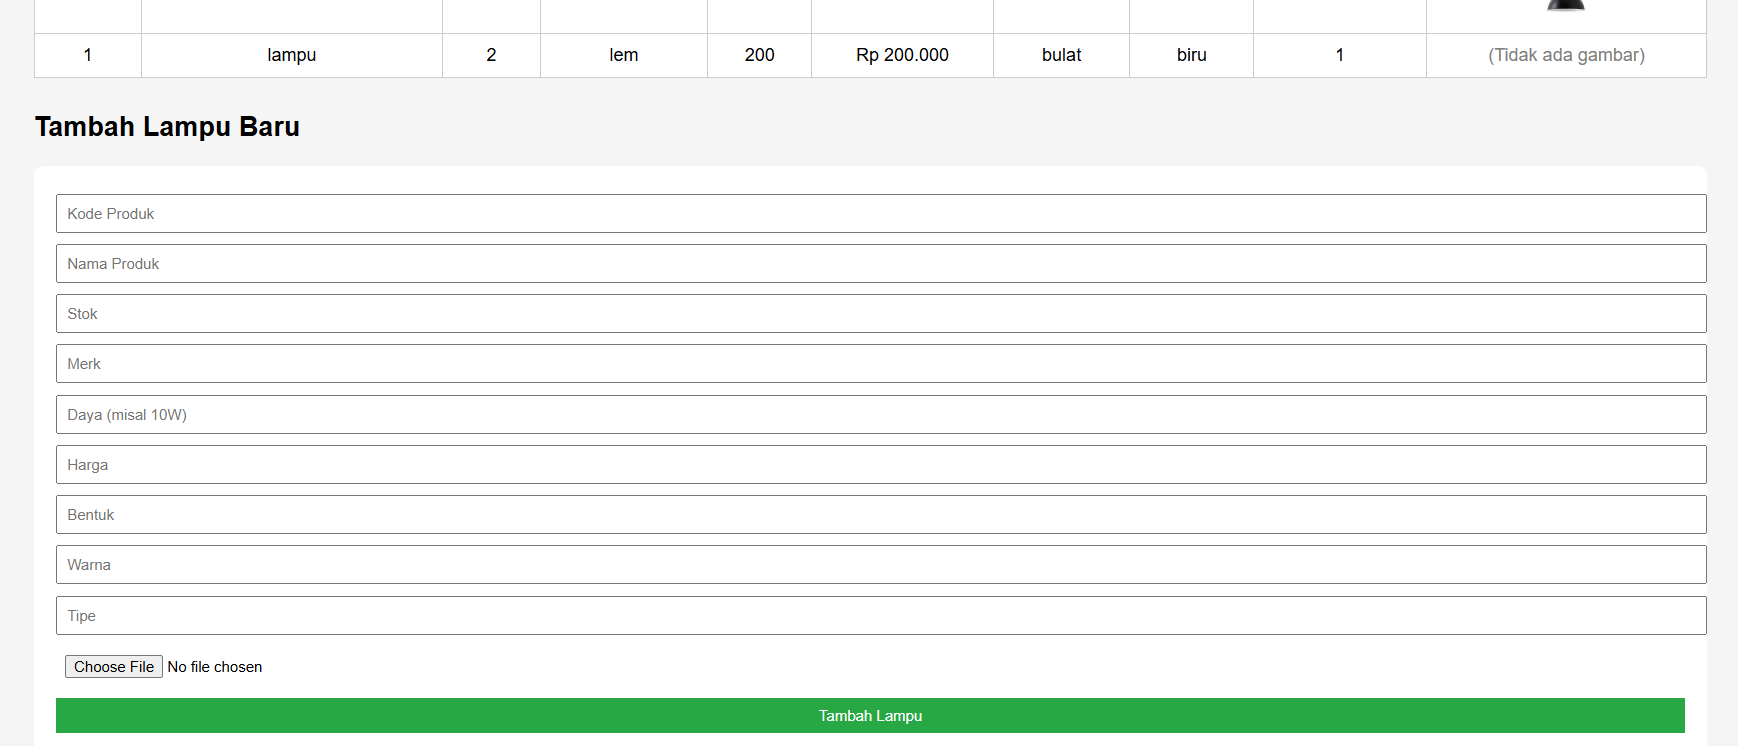 1 lampu 2 lem 200 Rp 200.000 bulat biru 1 (Tidak ada gambar)
Tambah Lampu Baru
Kode Produk
Nama Produk
Stok
Merk
Daya (misal 10W)
Harga
Bentuk
Warna
Tipe
Choose File No file chosen
Tambah Lampu